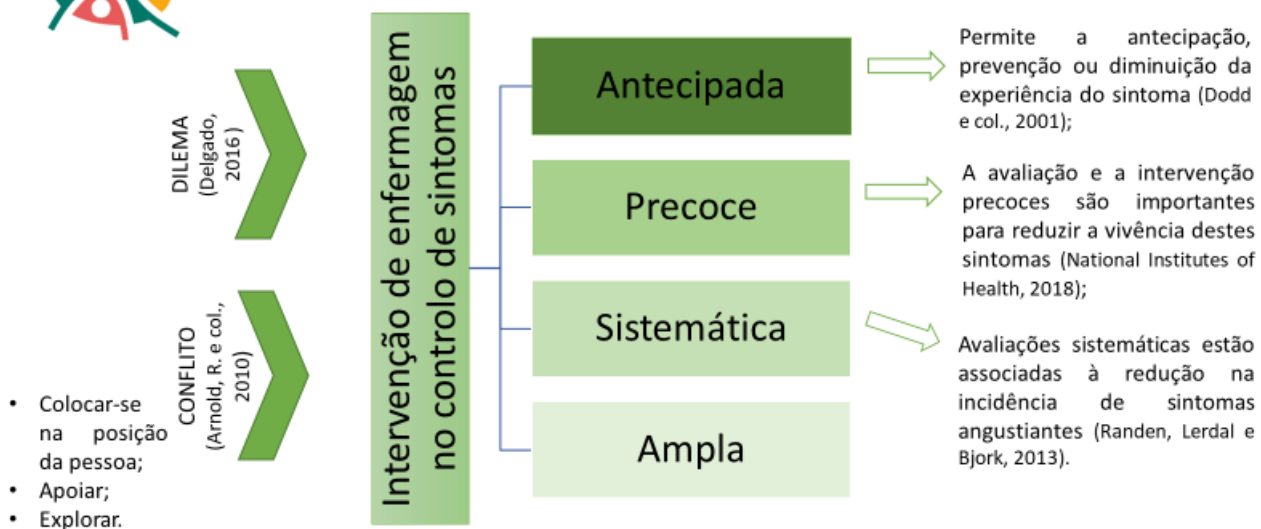 DILEMA
(Delgado,
2016)
CONFLITO
(Arnold, R. e col.,
2010)
• Colocar-se
na posição
da pessoa;
• Apoiar;
• Explorar.
Intervenção de enfermagem
no controlo de sintomas
Antecipada
Permite a antecipação,
prevenção ou diminuição da
experiência do sintoma (Dodd
e col., 2001);
Precoce
A avaliação e a intervenção
precoces são importantes
para reduzir a vivência destes
sintomas (National Institutes of
Health, 2018);
Sistemática
Avaliações sistemáticas estão
associadas à redução na
incidência de sintomas
angustiantes (Randen, Lerdal e
Bjork, 2013).
Ampla